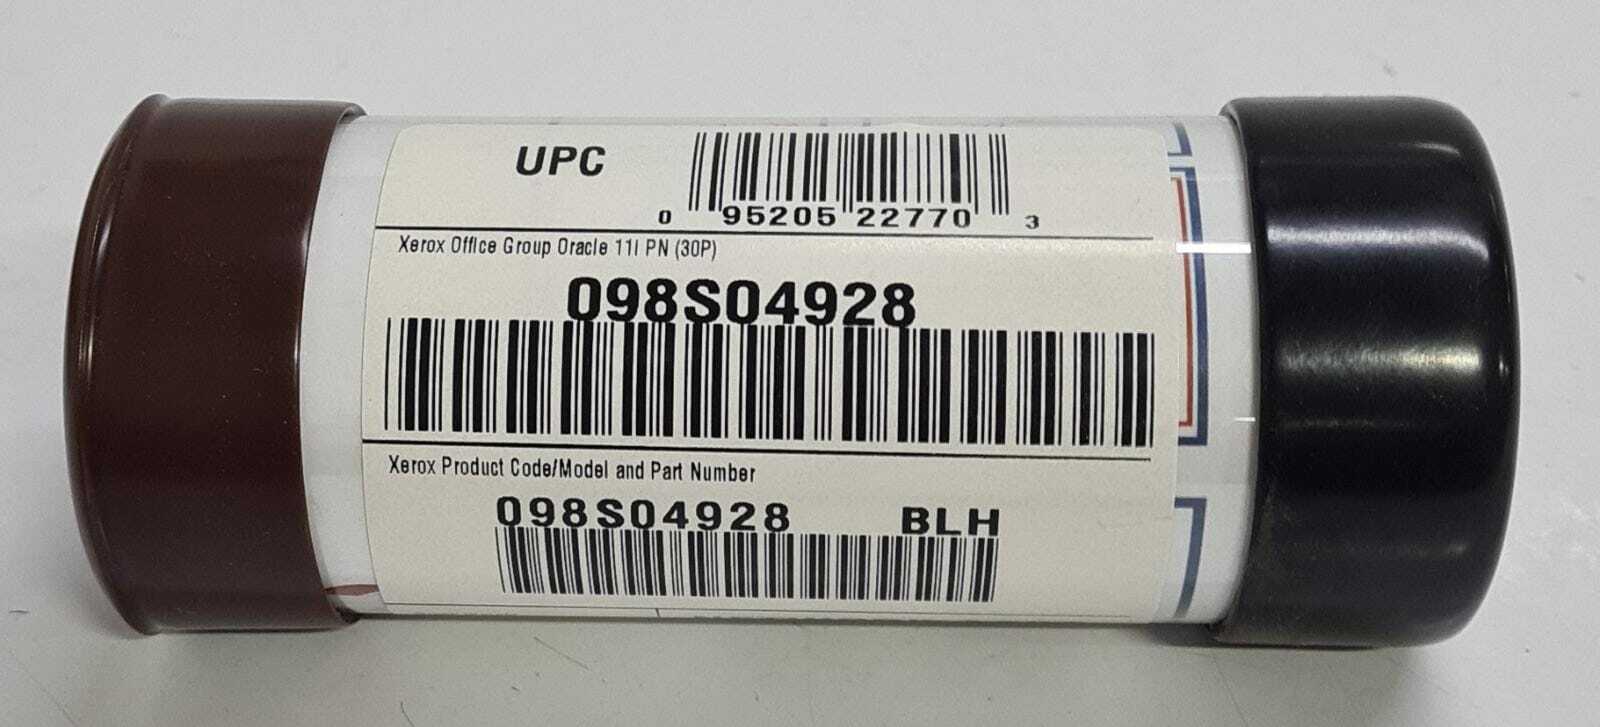 UPC
0 95205 22770 3
Xerox Office Group Oracle 11i PN (30P)
098S04928
Xerox Product Code/Model and Part Number
098S04928 BLH